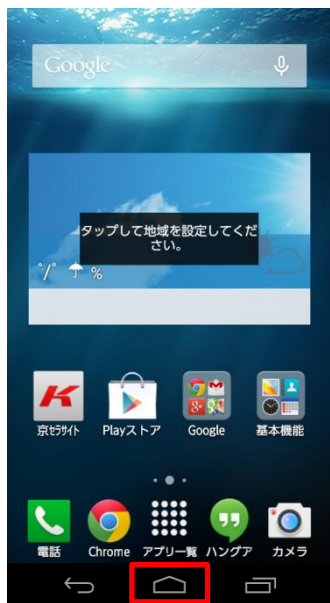 Google
タップして地域を設定してくだ
さい。
°/° %
京セラサイト Playストア Google 基本機能
電話 Chrome アプリ一覧 ハングア カメラ